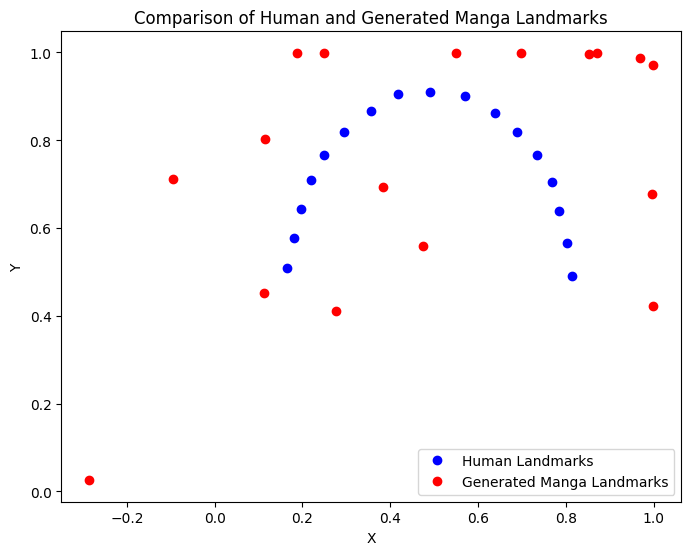 Comparison of Human and Generated Manga Landmarks
1.0
0.8
0.6
0.4
0.2
0.0
Y
−0.2
0.0
0.2
0.4
0.6
0.8
1.0
X
Human Landmarks
Generated Manga Landmarks